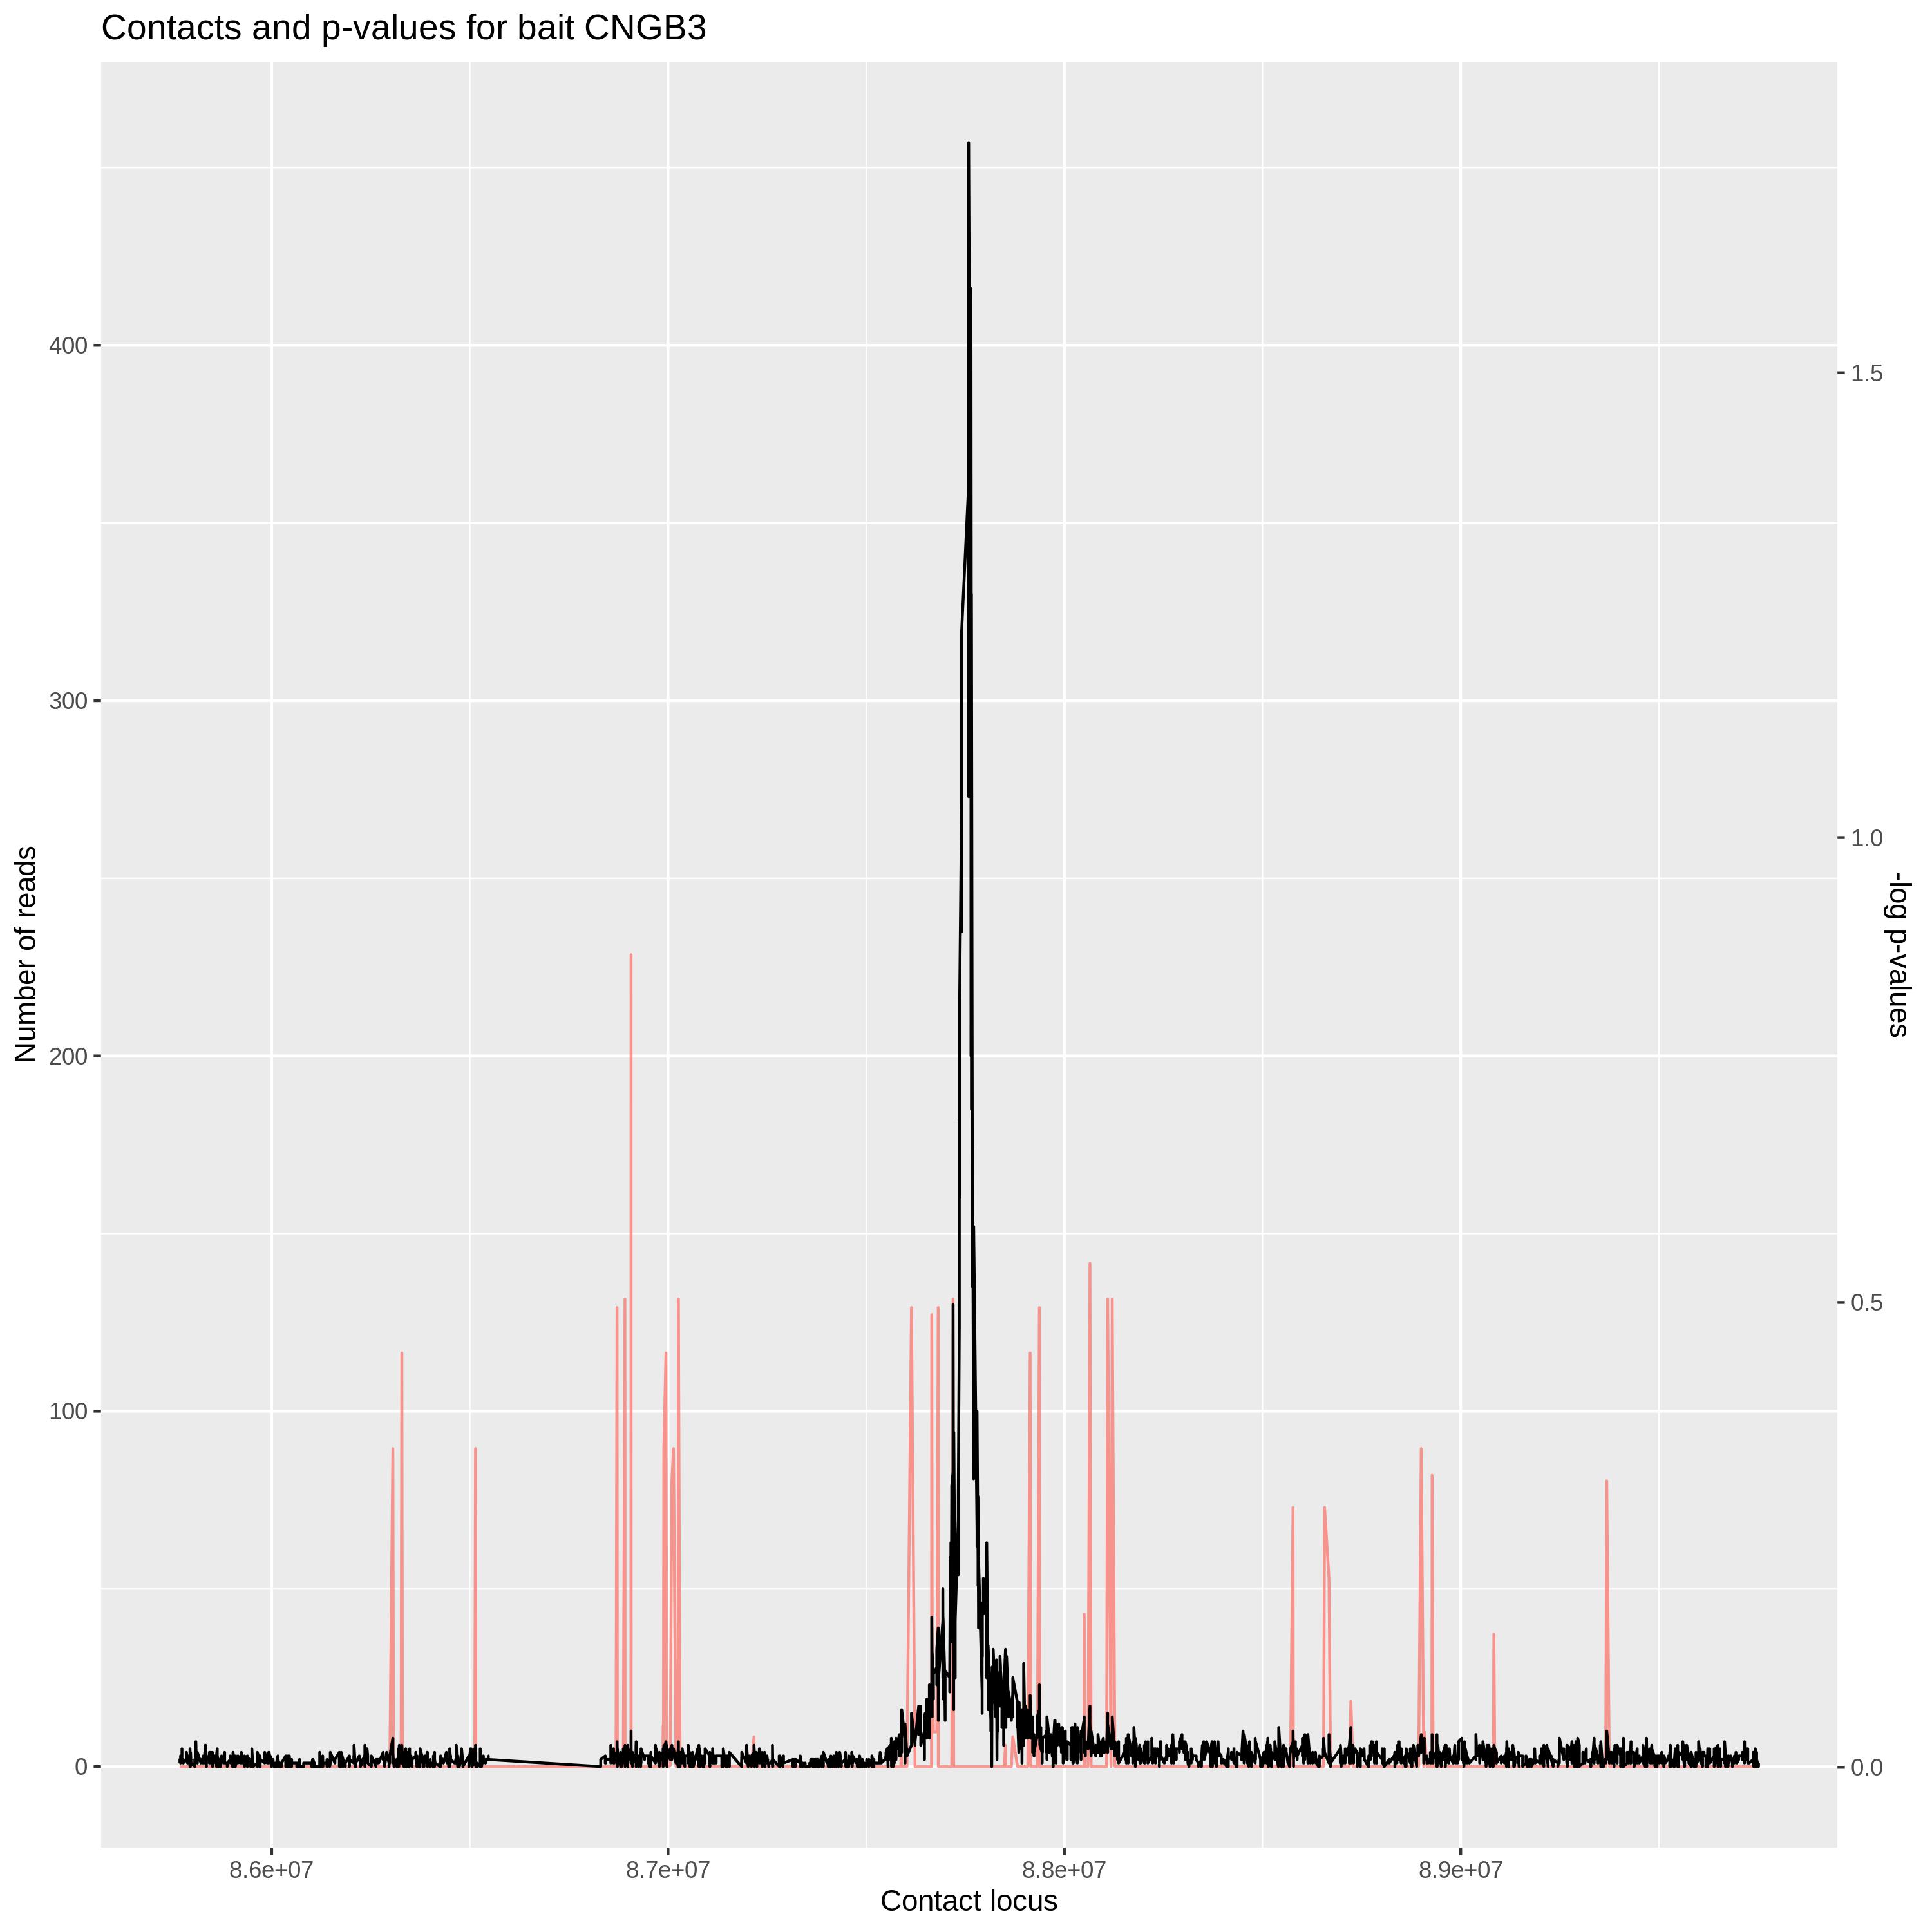 Contacts and p-values for bait CNGB3
400
300
200
100
0
Number of reads
1.5
1.0
0.5
0.0
-log p-values
8.6e+07
8.7e+07
8.8e+07
8.9e+07
Contact locus